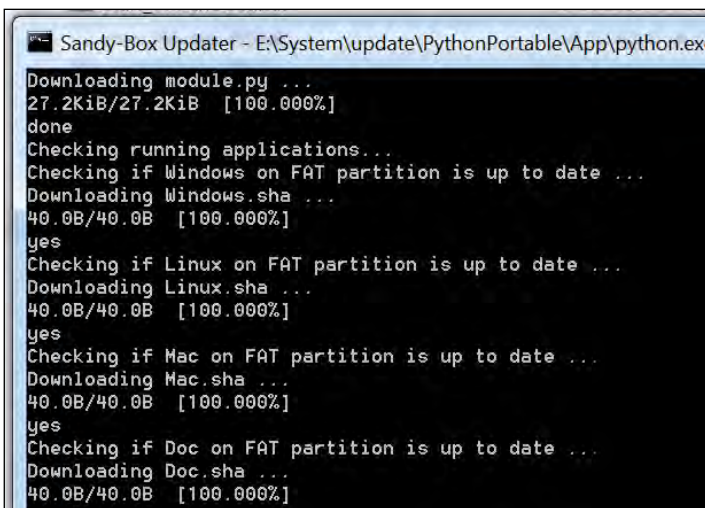 Sandy-Box Updater - E:\System\update\PythonPortable\App\python.ex
Downloading module.py ...
27.2KiB/27.2KiB [100.000%]
done
Checking running applications...
Checking if Windows on FAT partition is up to date ...
Downloading Windows.sha ...
40.0B/40.0B [100.000%]
yes
Checking if Linux on FAT partition is up to date ...
Downloading Linux.sha ...
40.0B/40.0B [100.000%]
yes
Checking if Mac on FAT partition is up to date ...
Downloading Mac.sha ...
40.0B/40.0B [100.000%]
yes
Checking if Doc on FAT partition is up to date ...
Downloading Doc.sha ...
40.0B/40.0B [100.000%]